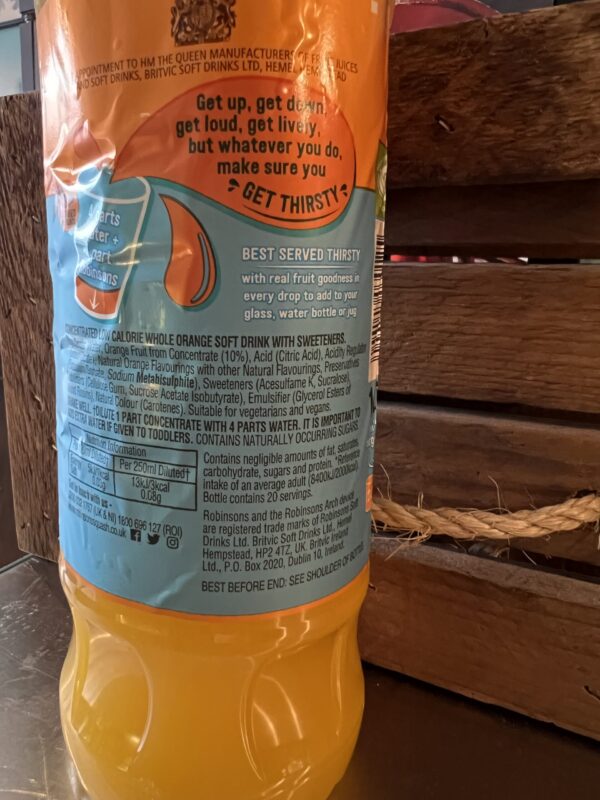 APPOINTMENT TO HM THE QUEEN MANUFACTURERS OF JUICES
SOFT DRINKS, BRITVIC SOFT DRINKS LTD, HEMEL
Get up, get down,
get loud, get lively,
but whatever you do,
make sure you
GET THIRSTY
BEST SERVED THIRSTY
with real fruit goodness in
every drop to add to your
glass, water bottle or jug
CONCENTRATED LOW CALORIE WHOLE ORANGE SOFT DRINK WITH SWEETENERS.
Orange Fruit from Concentrate (10%), Acid (Citric Acid), Acidity Regulator
Natural Orange Flavourings with other Natural Flavourings, Preservatives
Sodium Metabisulphite), Sweeteners (Acesulfame K, Sucralose),
(Cellulose Gum, Sucrose Acetate Isobutyrate), Emulsifier (Glycerol Esters of
Natural Colour (Carotenes). Suitable for vegetarians and vegans.
WELL. †DILUTE 1 PART CONCENTRATE WITH 4 PARTS WATER. IT IS IMPORTANT TO
WATER IF GIVEN TO TODDLERS. CONTAINS NATURALLY OCCURRING SUGARS.
Nutrition Information
Per 250ml Diluted†
13kJ/3kcal
0.08g
Contains negligible amounts of fat, saturates,
carbohydrate, sugars and protein. *Reference
intake of an average adult (8400kJ/2000kcal).
Bottle contains 20 servings.
in touch with us -
(UK & NI) 1800 696 127 (ROI)
Robinsons and the Robinsons Arch device
are registered trade marks of Robinsons Soft
Drinks Ltd. Britvic Soft Drinks Ltd, Hemel
Hempstead, HP2 4TZ, UK. Britvic Ireland
Ltd., P.O. Box 2020, Dublin 10, Ireland.
BEST BEFORE END: SEE SHOULDER OF BOTTLE